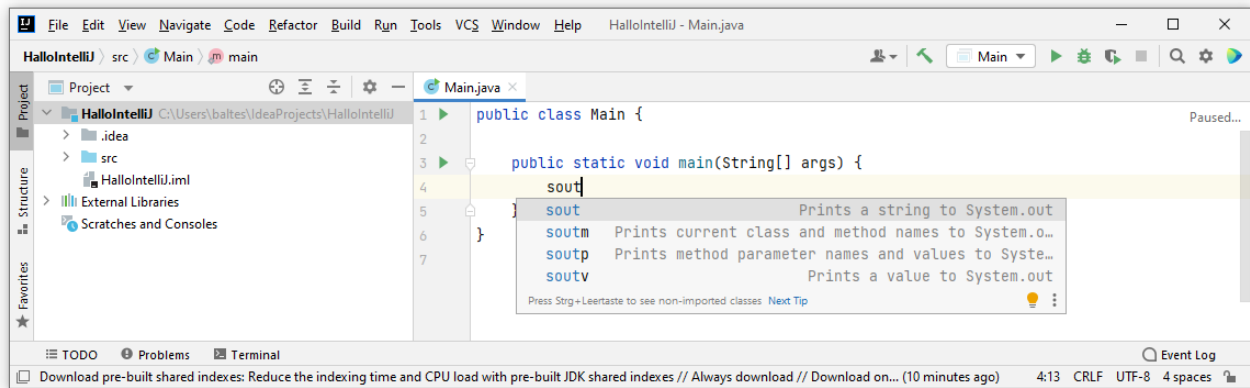 IJ File Edit View Navigate Code Refactor Build Run Tools VCS Window Help HalloIntelliJ - Main.java
HalloIntelliJ src C Main m main Main
Project Project C Main.java
HalloIntelliJ C:\Users\baltes\IdeaProjects\HalloIntelliJ
.idea
src
HalloIntelliJ.iml
External Libraries
Scratches and Consoles
Structure
Favorites
1 public class Main { Paused...
2
3 public static void main(String[] args) {
4 sout
5 }
6 }
7
sout Prints a string to System.out
soutm Prints current class and method names to System.o…
soutp Prints method parameter names and values to Syste…
soutv Prints a value to System.out
Press Strg+Leertaste to see non-imported classes Next Tip
TODO Problems Terminal Event Log
Download pre-built shared indexes: Reduce the indexing time and CPU load with pre-built JDK shared indexes // Always download // Download on... (10 minutes ago) 4:13 CRLF UTF-8 4 spaces